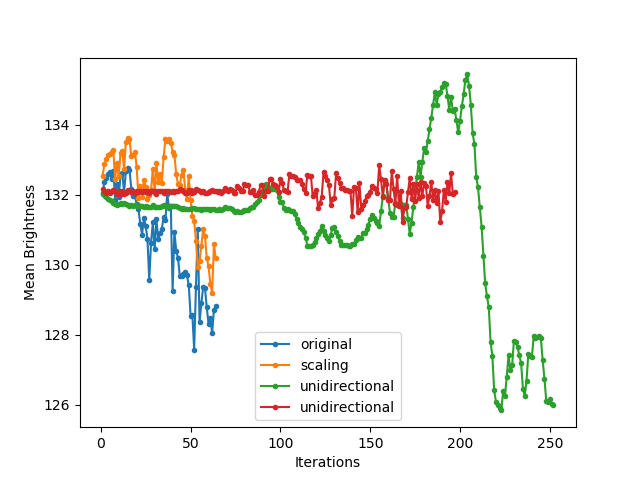 134
132
130
128
126
Mean Brightness
original
scaling
unidirectional
unidirectional
0
50
100
150
200
250
Iterations